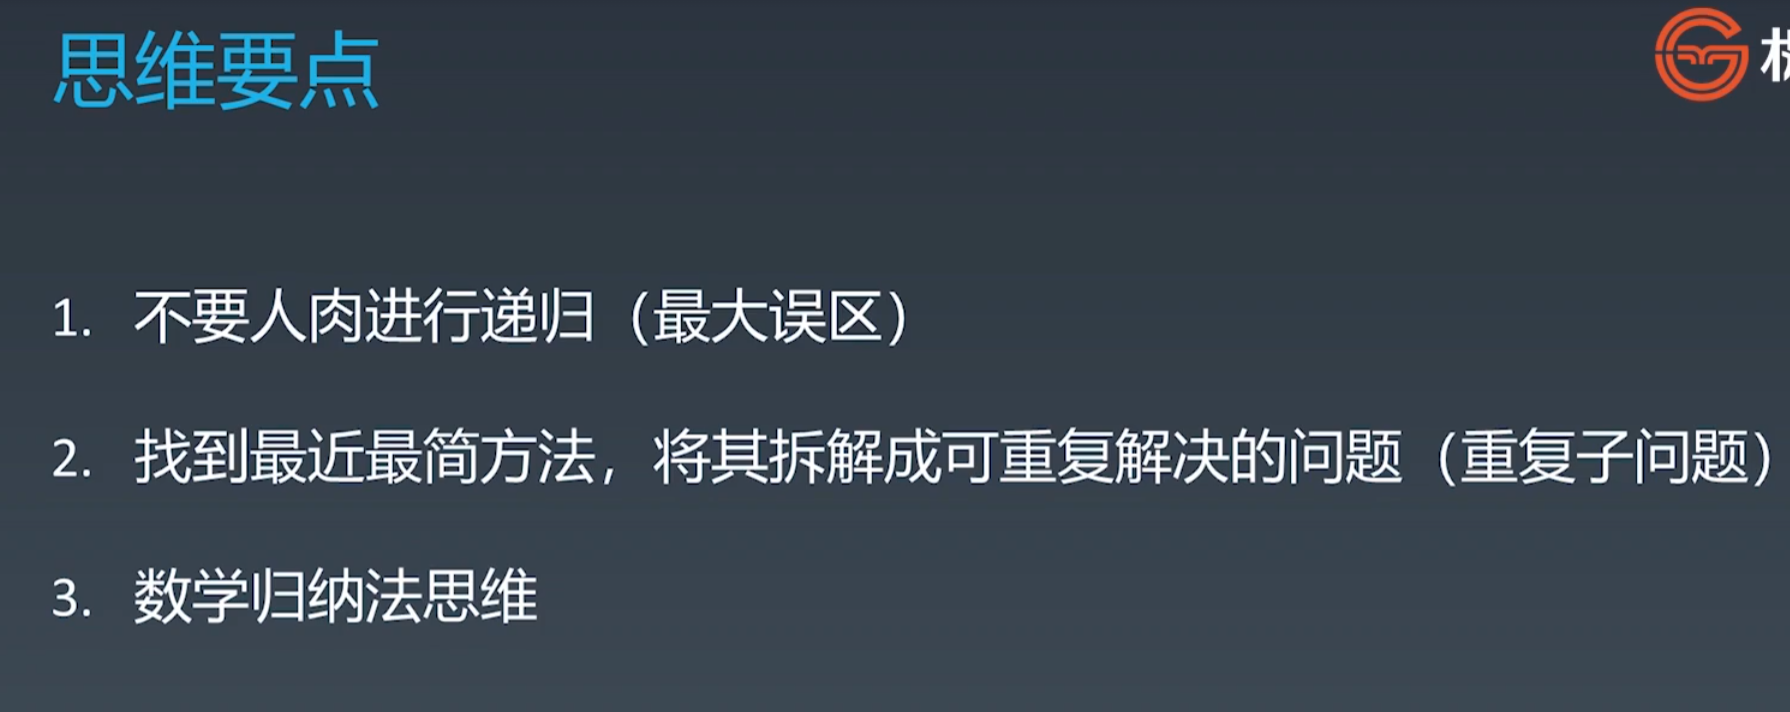 思维要点
1. 不要人肉进行递归（最大误区）
2. 找到最近最简方法，将其拆解成可重复解决的问题（重复子问题）
3. 数学归纳法思维